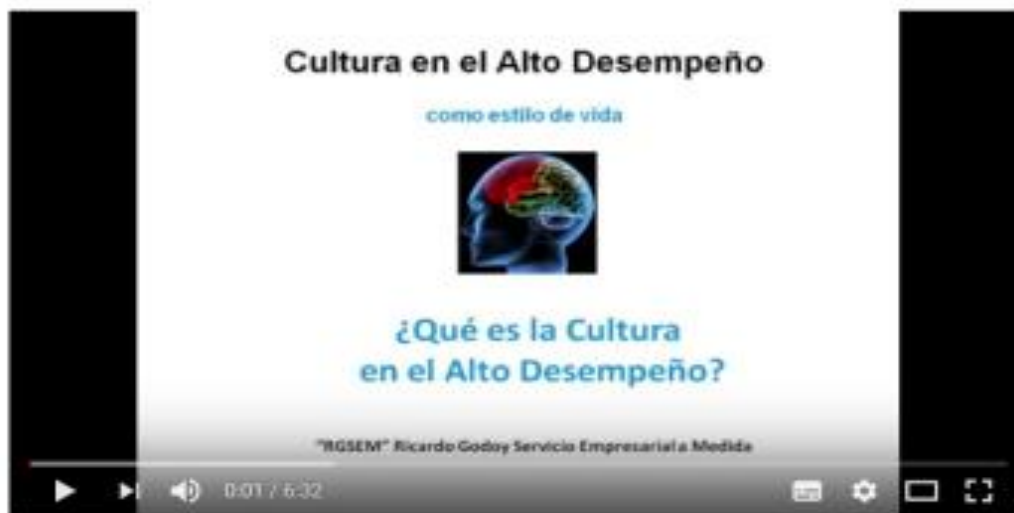 Cultura en el Alto Desempeño
como estilo de vida
¿Qué es la Cultura
en el Alto Desempeño?
"RGSEM" Ricardo Godoy Servicio Empresarial a Medida
0:01 / 6:32